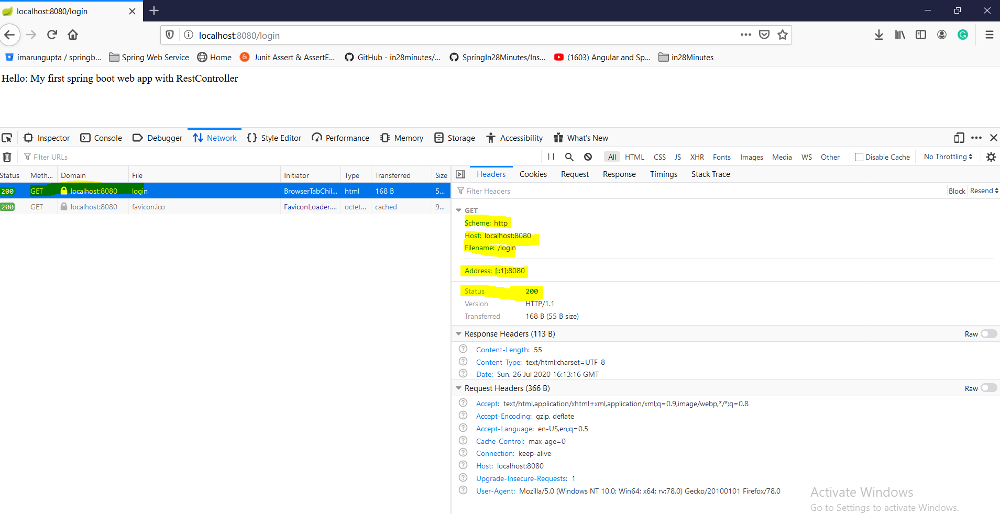 localhost:8080/login
localhost:8080/login
imarungupta / springb... Spring Web Service Home Junit Assert & AssertE... GitHub - in28minutes/... SpringIn28Minutes/Ins... (1603) Angular and Sp... in28Minutes
Hello: My first spring boot web app with RestController
Inspector Console Debugger Network Style Editor Performance Memory Storage Accessibility What's New
Filter URLs All HTML CSS JS XHR Fonts Images Media WS Other Disable Cache No Throttling
Status Meth... Domain File Initiator Type Transferred Size
200 GET localhost:8080 login BrowserTabChil... html 168 B 5...
200 GET localhost:8080 favicon.ico FaviconLoader.... octet... cached 9...
Headers Cookies Request Response Timings Stack Trace
Filter Headers Block Resend
GET
Scheme: http
Host: localhost:8080
Filename: /login
Address: [::1]:8080
Status 200
Version HTTP/1.1
Transferred 168 B (55 B size)
Response Headers (113 B) Raw
Content-Length: 55
Content-Type: text/html;charset=UTF-8
Date: Sun, 26 Jul 2020 16:13:16 GMT
Request Headers (366 B) Raw
Accept: text/html,application/xhtml+xml,application/xml;q=0.9,image/webp,*/*;q=0.8
Accept-Encoding: gzip, deflate
Accept-Language: en-US,en;q=0.5
Cache-Control: max-age=0
Connection: keep-alive
Host: localhost:8080
Upgrade-Insecure-Requests: 1
User-Agent: Mozilla/5.0 (Windows NT 10.0; Win64; x64; rv:78.0) Gecko/20100101 Firefox/78.0
Activate Windows
Go to Settings to activate Windows.